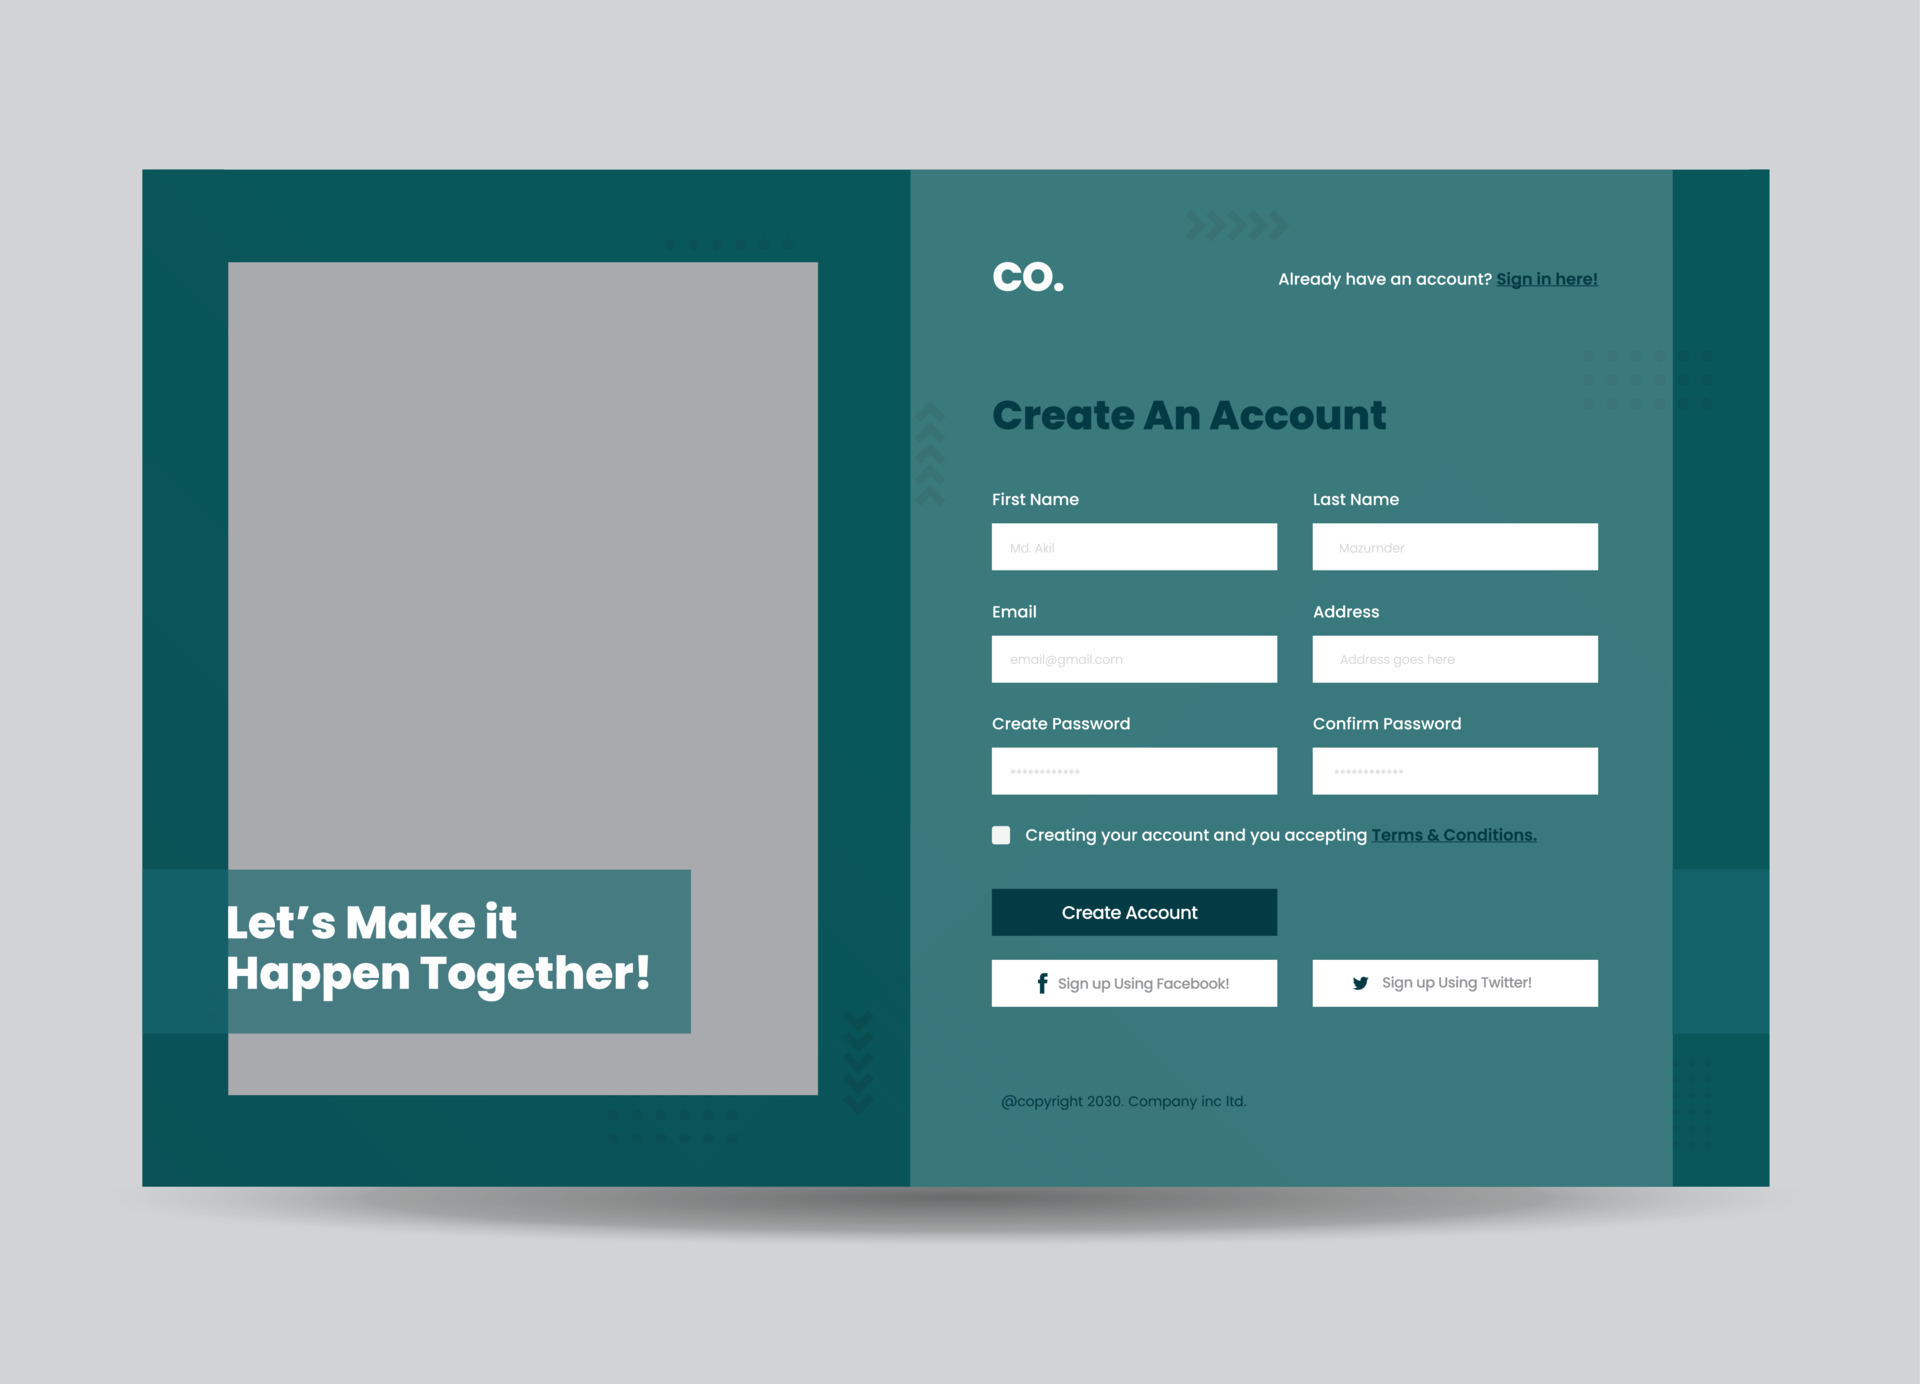 CO.
Already have an account? Sign in here!
Create An Account
First Name
Last Name
Md. Akil
Mazumder
Email
Address
email@gmail.com
Address goes here
Create Password
Confirm Password
************
************
Creating your account and you accepting Terms & Conditions.
Create Account
Sign up Using Facebook!
Sign up Using Twitter!
@copyright 2030. Company inc ltd.
Let’s Make it
Happen Together!